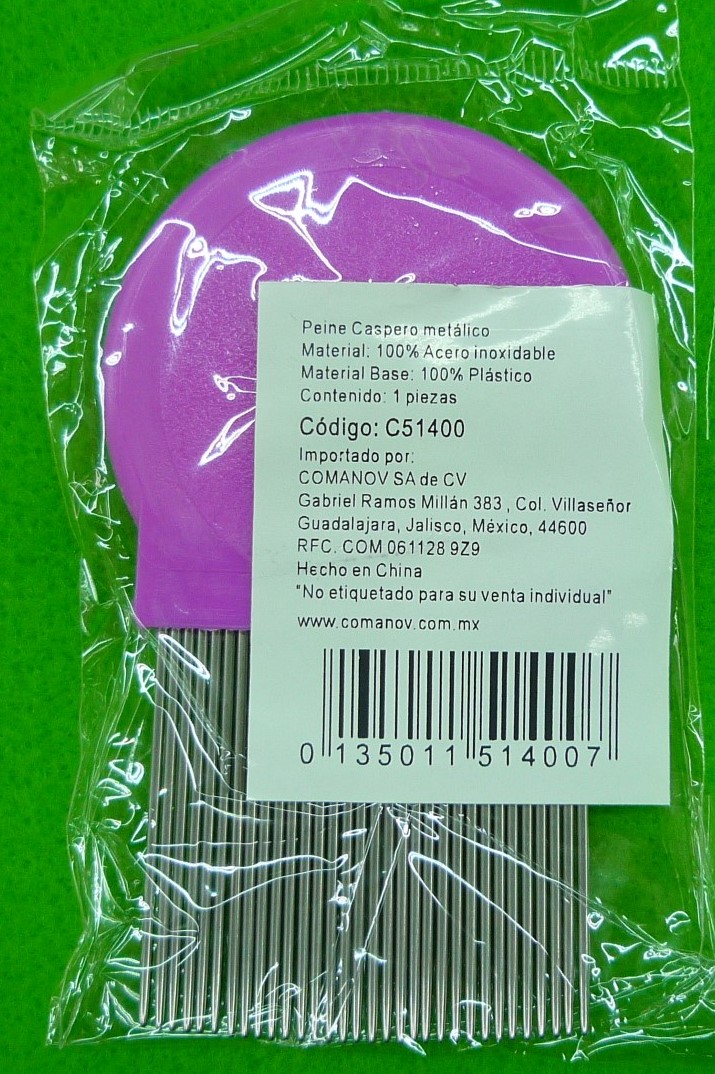 Peine Caspero metálico
Material: 100% Acero inoxidable
Material Base: 100% Plástico
Contenido: 1 piezas
Código: C51400
Importado por:
COMANOV SA de CV
Gabriel Ramos Millán 383 , Col. Villaseñor
Guadalajara, Jalisco, México, 44600
RFC. COM 061128 9Z9
Hecho en China
"No etiquetado para su venta individual"
www.comanov.com.mx
0 135011 514007